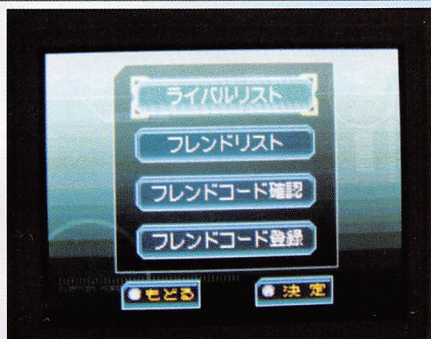 ライバルリスト
フレンドリスト
フレンドコード確認
フレンドコード登録
もどる 決定